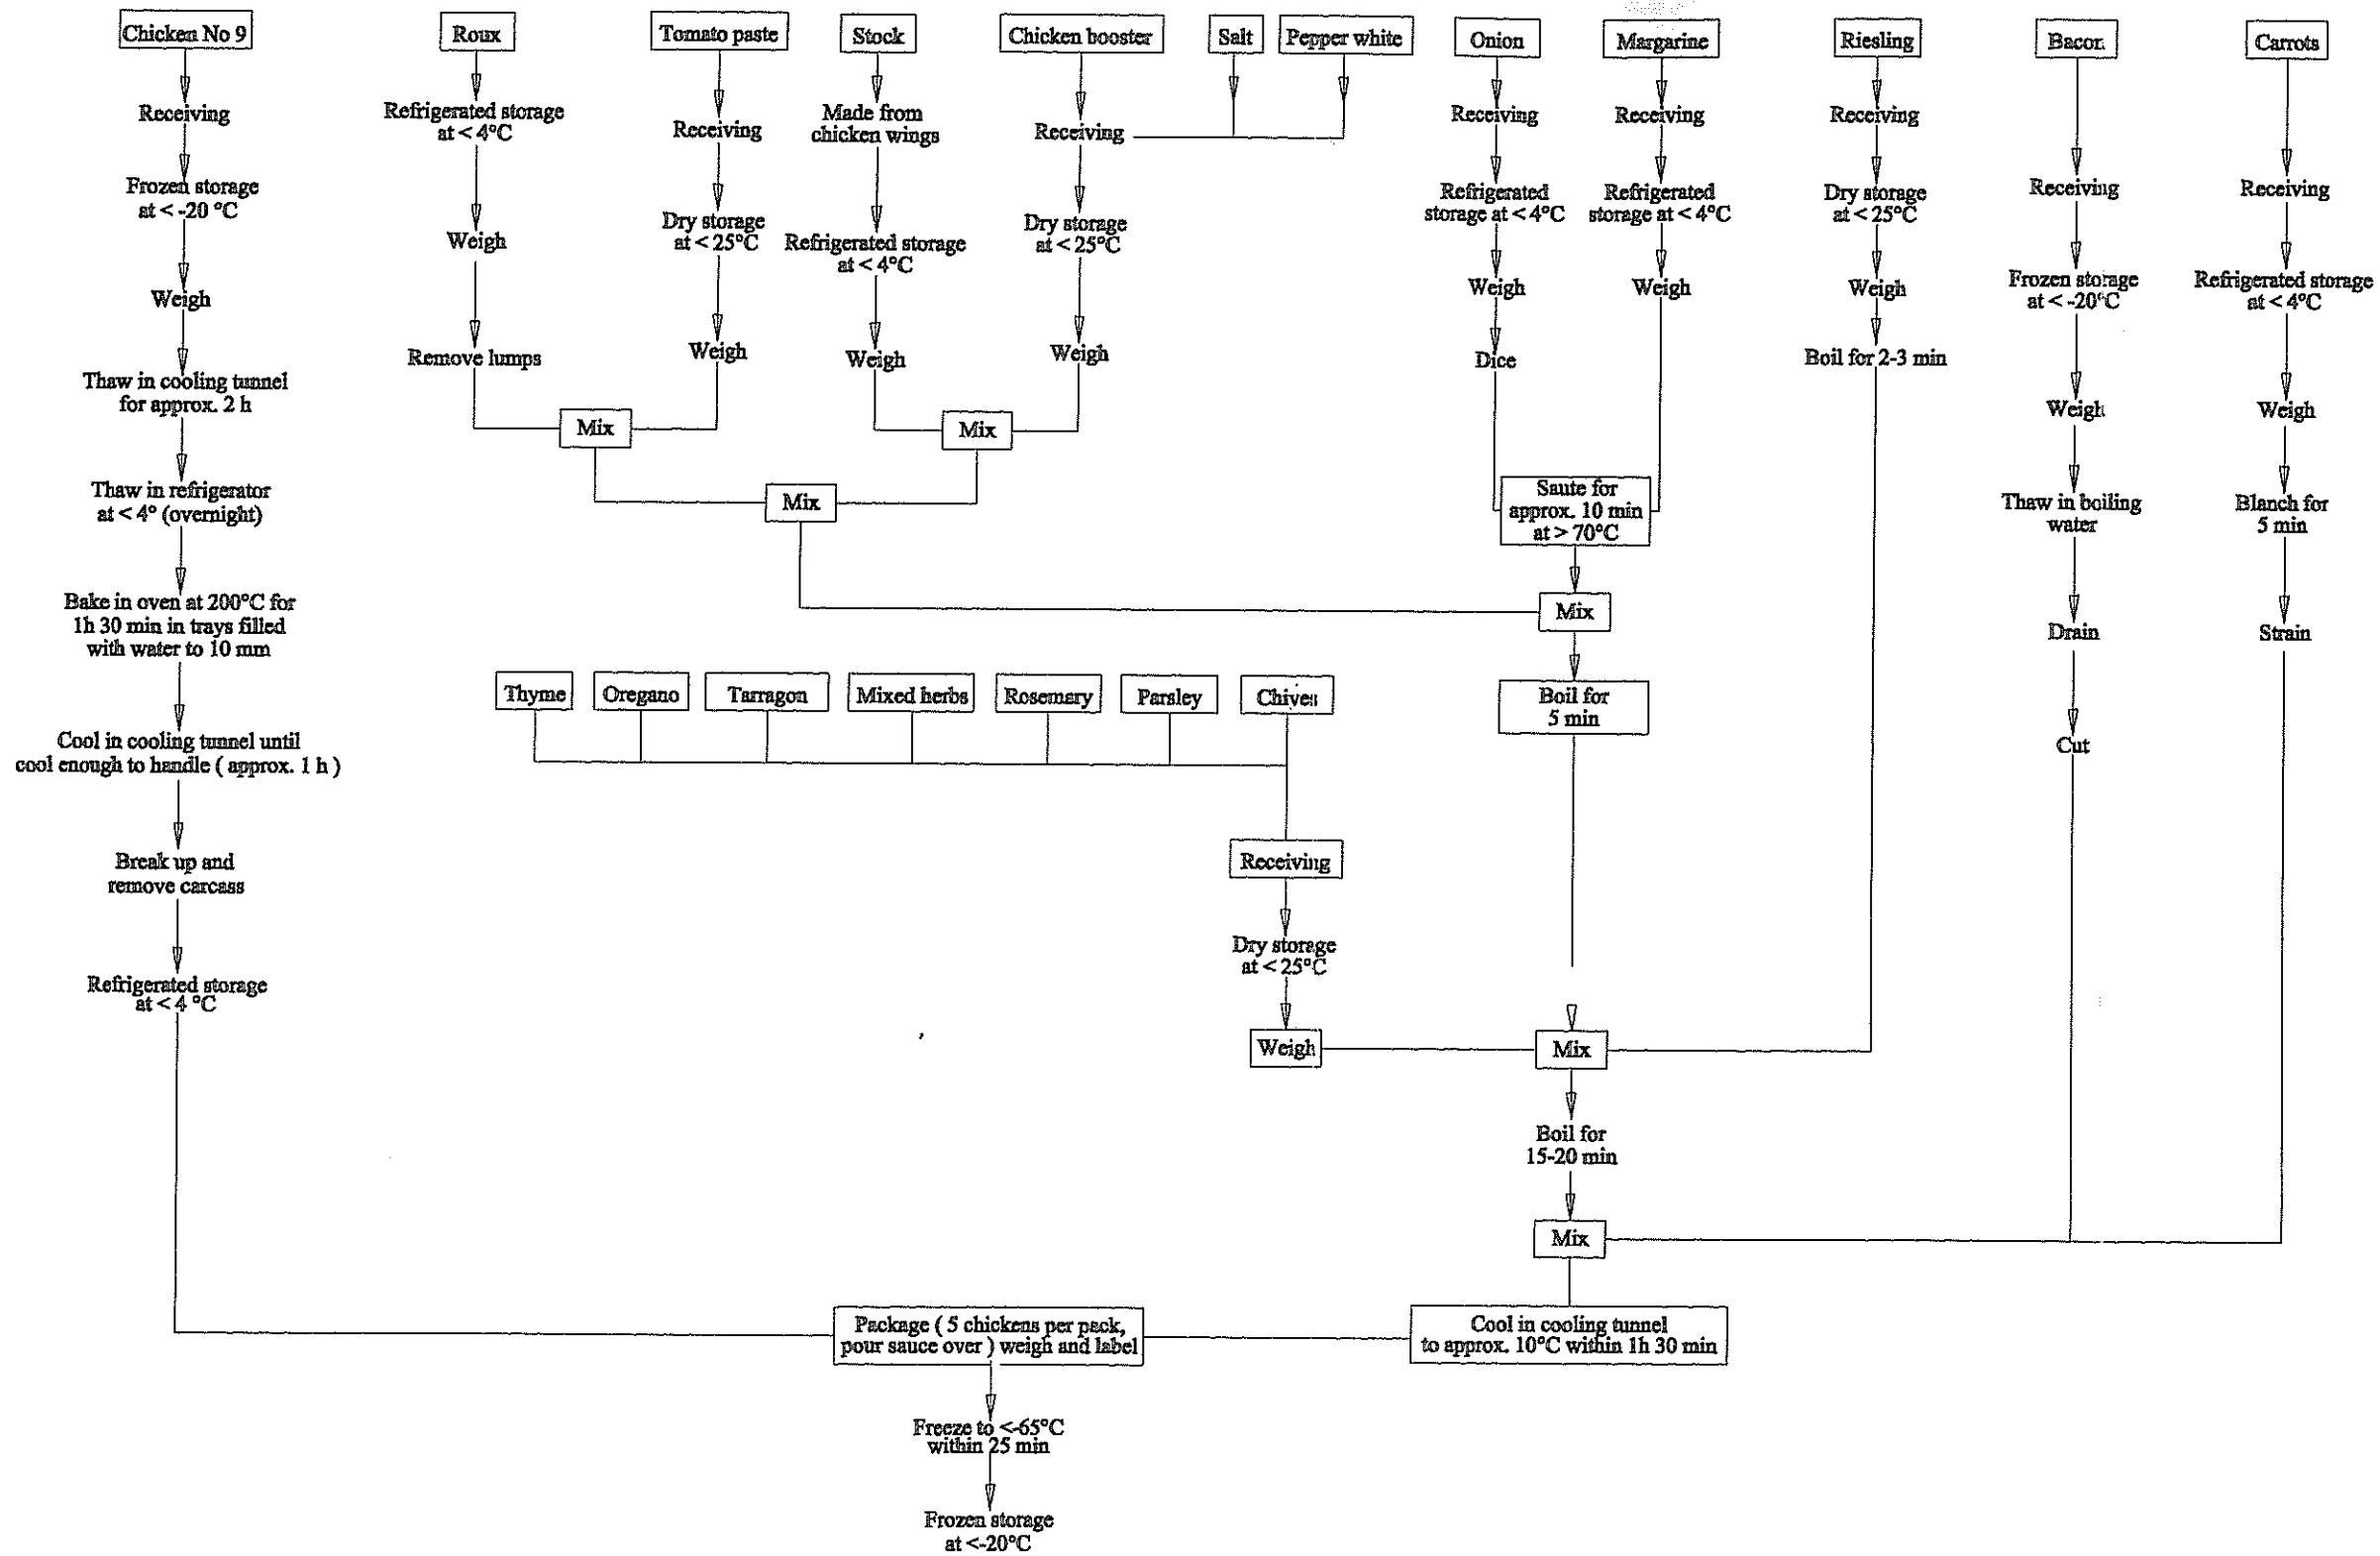 Chicken No 9
Receiving
Frozen storage
at < -20 °C
Weigh
Thaw in cooling tunnel
for approx. 2 h
Thaw in refrigerator
at < 4° (overnight)
Bake in oven at 200°C for
1h 30 min in trays filled
with water to 10 mm
Cool in cooling tunnel until
cool enough to handle ( approx. 1 h )
Break up and
remove carcass
Refrigerated storage
at < 4 °C
Roux
Refrigerated storage
at < 4°C
Weigh
Remove lumps
Tomato paste
Receiving
Dry storage
at < 25°C
Weigh
Mix
Stock
Made from
chicken wings
Refrigerated storage
at < 4°C
Weigh
Chicken booster
Salt
Pepper white
Receiving
Dry storage
at < 25°C
Weigh
Mix
Mix
Onion
Receiving
Refrigerated
storage at < 4°C
Weigh
Dice
Margarine
Receiving
Refrigerated
storage at < 4°C
Weigh
Saute for
approx. 10 min
at > 70°C
Mix
Boil for
5 min
Riesling
Receiving
Dry storage
at < 25°C
Weigh
Boil for 2-3 min
Thyme
Oregano
Tarragon
Mixed herbs
Rosemary
Parsley
Chives
Receiving
Dry storage
at < 25°C
Weigh
Mix
Boil for
15-20 min
Bacon
Receiving
Frozen storage
at < -20°C
Weigh
Thaw in boiling
water
Drain
Cut
Carrots
Receiving
Refrigerated storage
at < 4°C
Weigh
Blanch for
5 min
Strain
Mix
Cool in cooling tunnel
to approx. 10°C within 1h 30 min
Package ( 5 chickens per pack,
pour sauce over ) weigh and label
Freeze to <-65°C
within 25 min
Frozen storage
at <-20°C